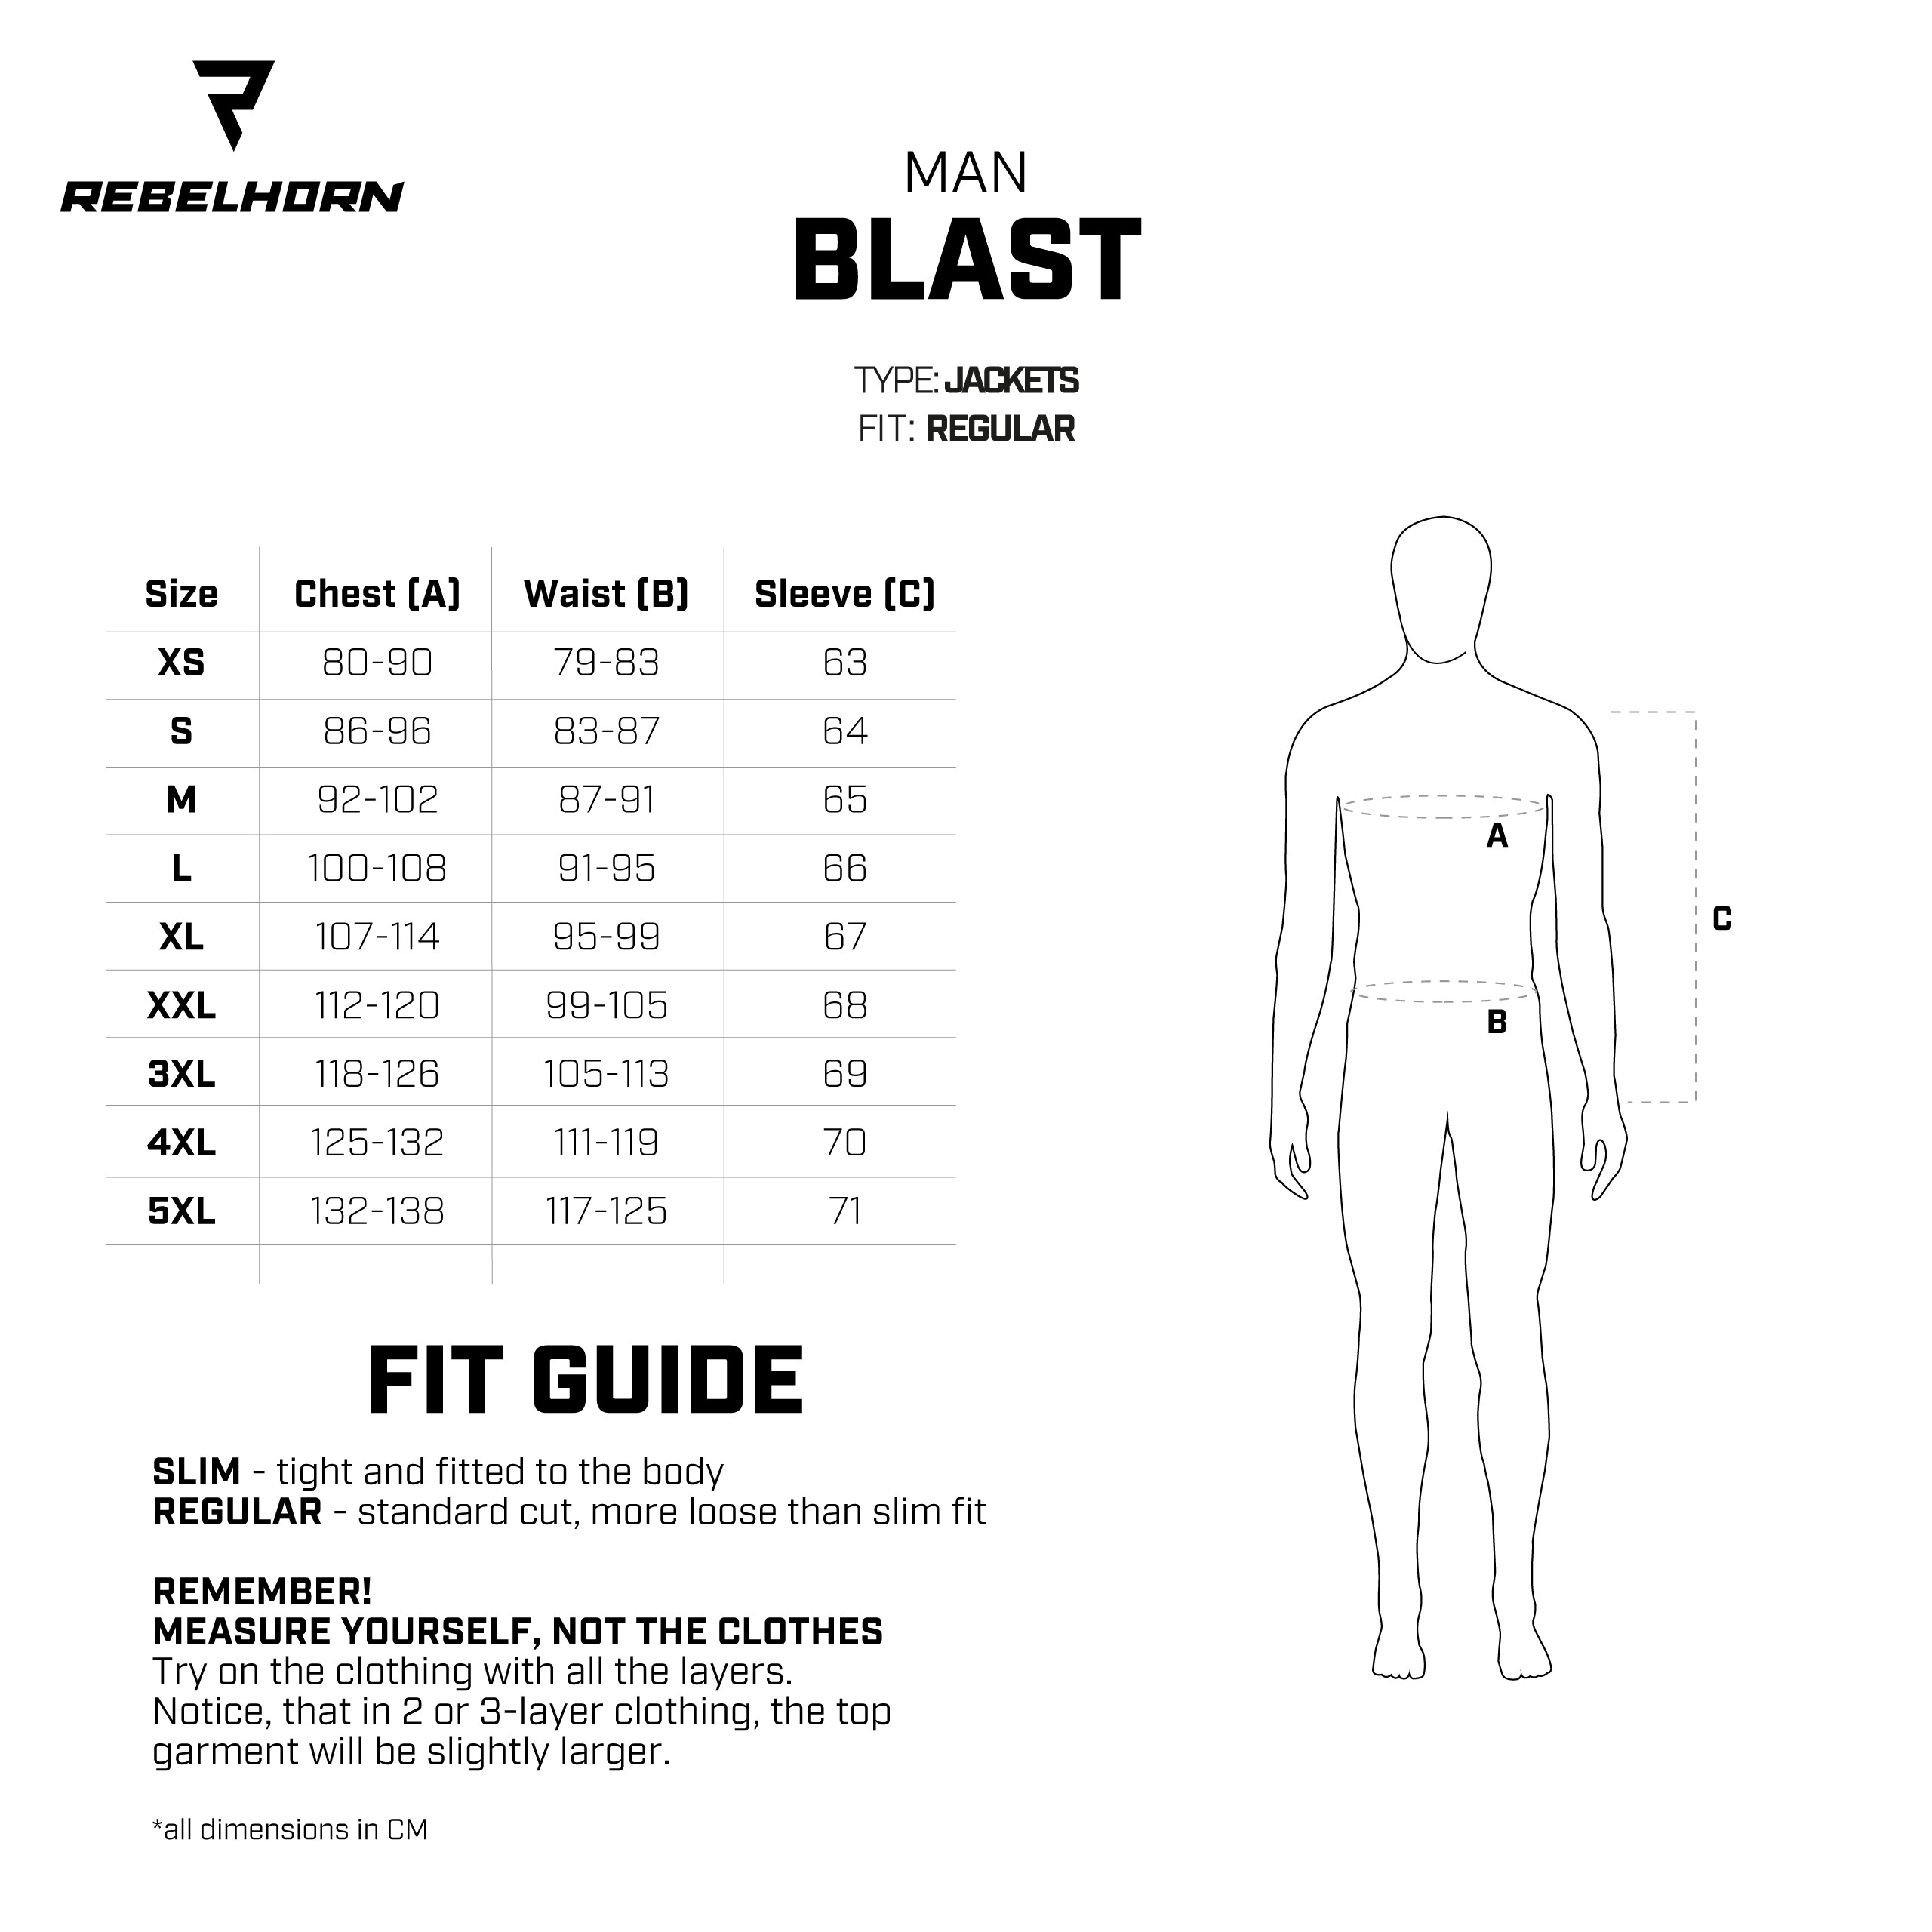 REBELHORN
MAN
BLAST
TYPE: JACKETS
FIT: REGULAR
Size Chest (A) Waist (B) Sleeve (C)
XS 80-90 79-83 63
S 86-96 83-87 64
M 92-102 87-91 65
L 100-108 91-95 66
XL 107-114 95-99 67
XXL 112-120 99-105 68
3XL 118-126 105-113 69
4XL 125-132 111-119 70
5XL 132-138 117-125 71
A
C
B
FIT GUIDE
SLIM - tight and fitted to the body
REGULAR - standard cut, more loose than slim fit
REMEMBER!
MEASURE YOURSELF, NOT THE CLOTHES
Try on the clothing with all the layers.
Notice, that in 2 or 3-layer clothing, the top
garment will be slightly larger.
*all dimensions in CM